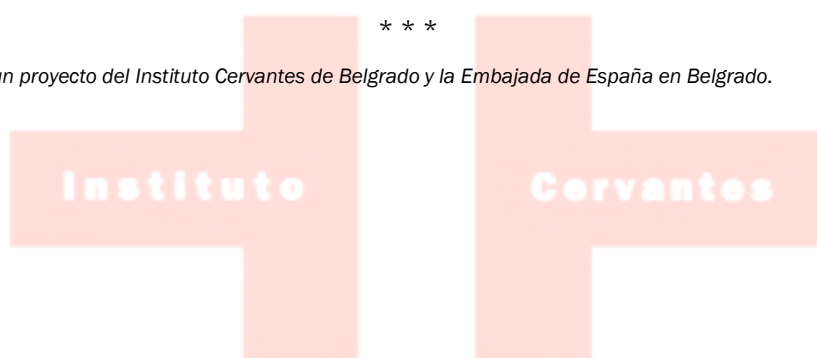 * * *
un proyecto del Instituto Cervantes de Belgrado y la Embajada de España en Belgrado.
Instituto Cervantes